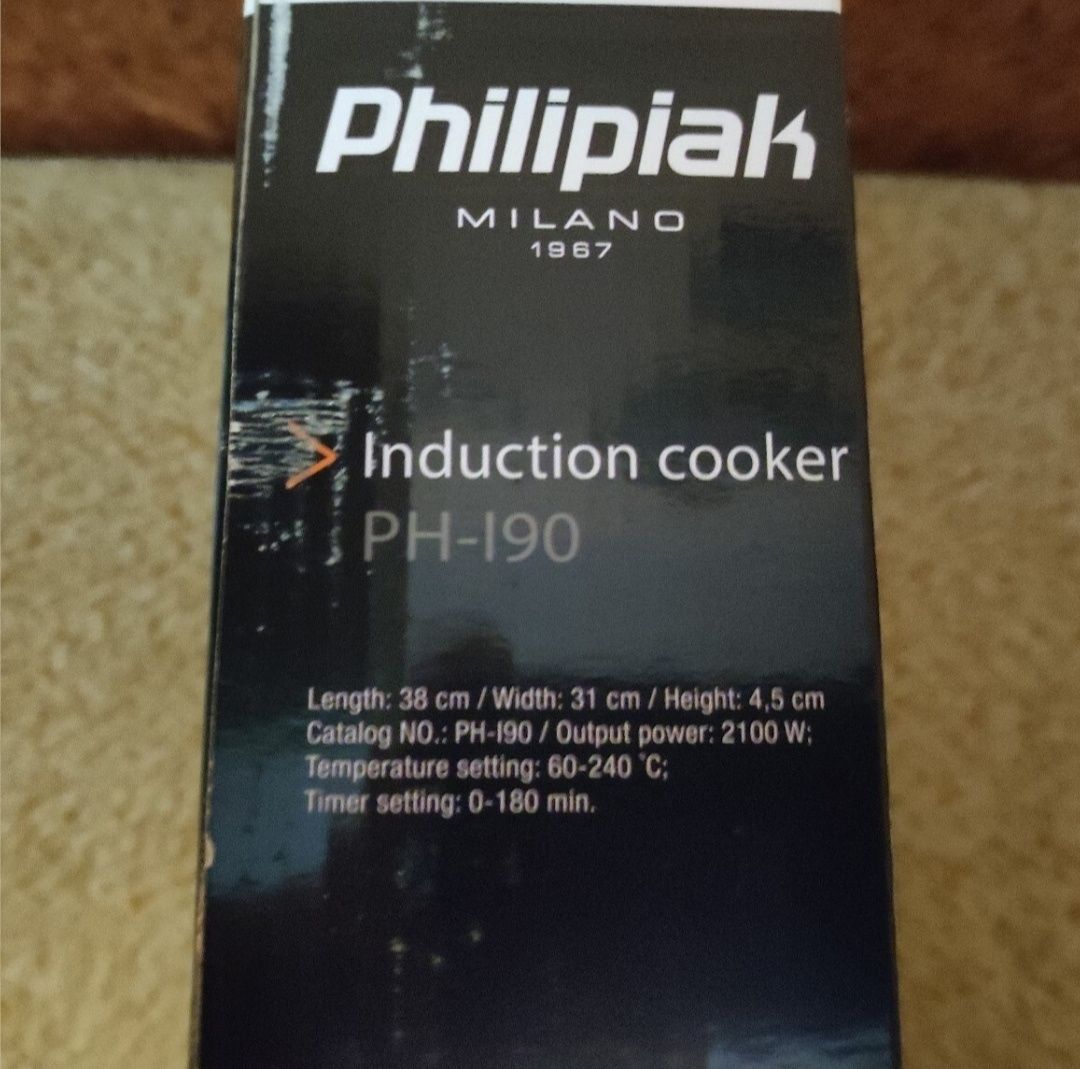 Philipiak
MILANO
1967
Induction cooker
PH-I90
Length: 38 cm / Width: 31 cm / Height: 4,5 cm
Catalog NO.: PH-I90 / Output power: 2100 W;
Temperature setting: 60-240 °C;
Timer setting: 0-180 min.